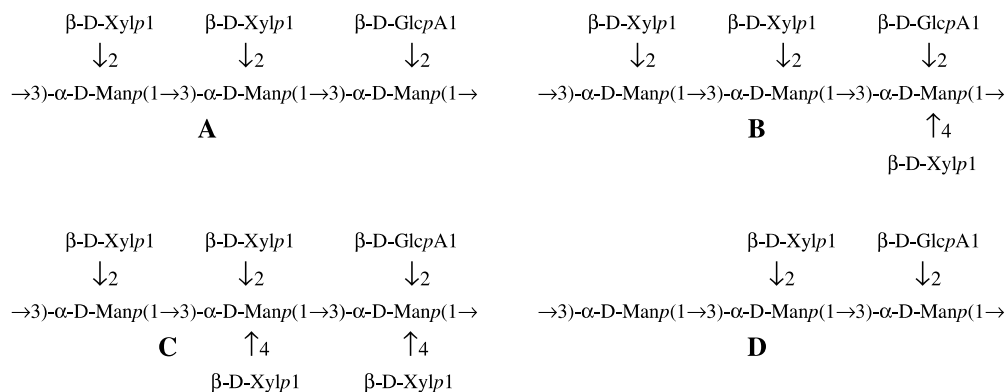 β-D-Xylp1 β-D-Xylp1 β-D-GlcpA1 β-D-Xylp1 β-D-Xylp1 β-D-GlcpA1
↓2 ↓2 ↓2 ↓2 ↓2 ↓2
→3)-α-D-Manp(1→3)-α-D-Manp(1→3)-α-D-Manp(1→ →3)-α-D-Manp(1→3)-α-D-Manp(1→3)-α-D-Manp(1→
A B ↑4
β-D-Xylp1
β-D-Xylp1 β-D-Xylp1 β-D-GlcpA1 β-D-Xylp1 β-D-GlcpA1
↓2 ↓2 ↓2 ↓2 ↓2
→3)-α-D-Manp(1→3)-α-D-Manp(1→3)-α-D-Manp(1→ →3)-α-D-Manp(1→3)-α-D-Manp(1→3)-α-D-Manp(1→
C ↑4 ↑4 D
β-D-Xylp1 β-D-Xylp1